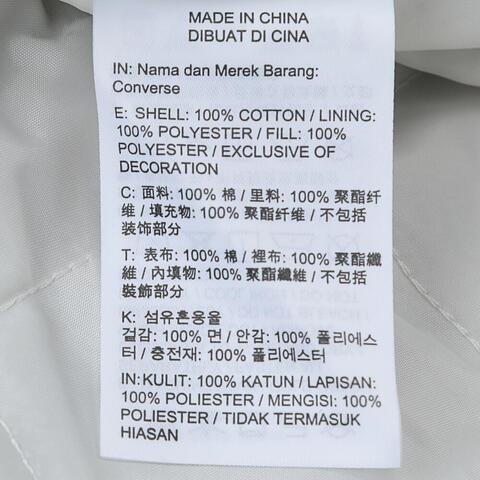 MADE IN CHINA
DIBUAT DI CINA
IN: Nama dan Merek Barang:
Converse
E: SHELL: 100% COTTON / LINING:
100% POLYESTER / FILL: 100%
POLYESTER / EXCLUSIVE OF
DECORATION
C: 面料: 100% 棉 / 里料: 100% 聚酯纤
维 / 填充物: 100% 聚酯纤维 / 不包括
装饰部分
T: 表布: 100% 棉 / 裡布: 100% 聚酯纖
維 / 內填物: 100% 聚酯纖維 / 不包括
裝飾部分
K: 섬유혼용율
겉감: 100% 면 / 안감: 100% 폴리에스
터 / 충전재: 100% 폴리에스터
IN: KULIT: 100% KATUN / LAPISAN:
100% POLIESTER / MENGISI: 100%
POLIESTER / TIDAK TERMASUK
HIASAN